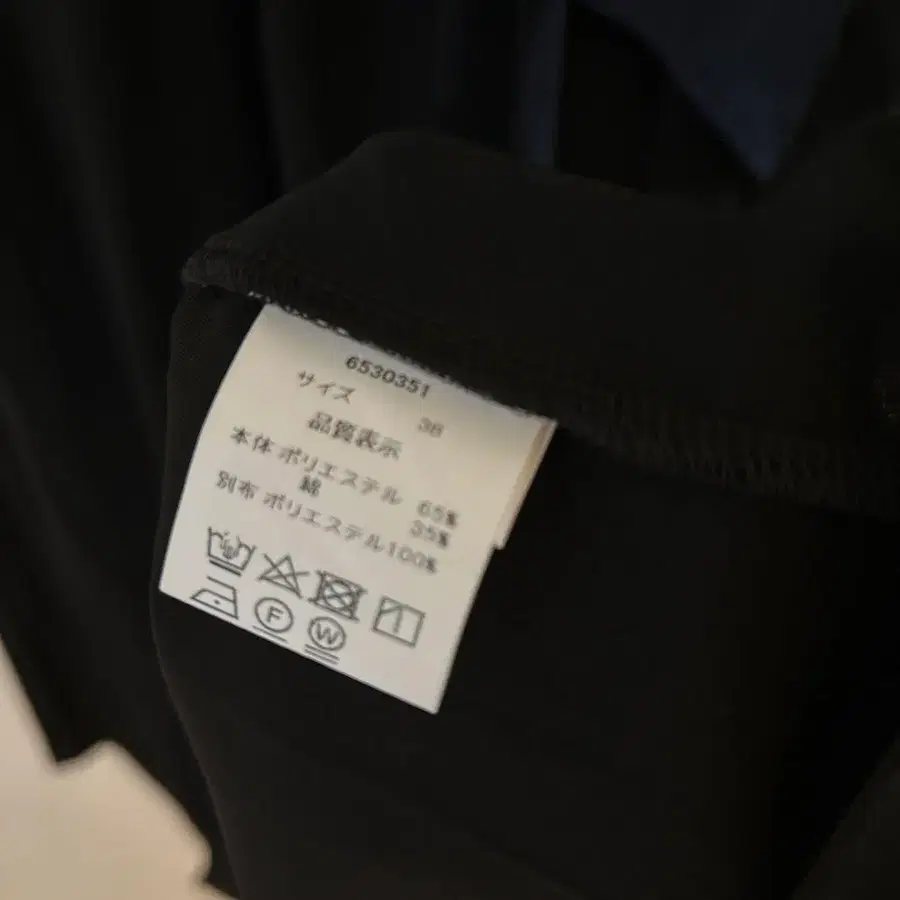 6530351
サイズ 38
品質表示
本体 ポリエステル 65%
綿 35%
別布 ポリエステル100%
F W